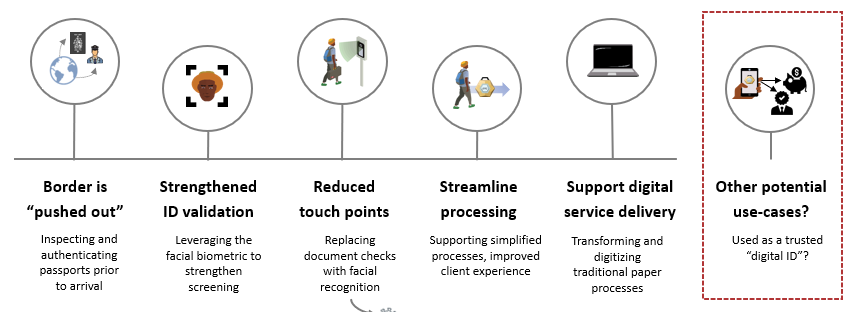 Border is
“pushed out”
Inspecting and
authenticating
passports prior
to arrival
Strengthened
ID validation
Leveraging the
facial biometric to
strengthen
screening
Reduced
touch points
Replacing
document checks
with facial
recognition
Streamline
processing
Supporting simplified
processes, improved
client experience
Support digital
service delivery
Transforming and
digitizing
traditional paper
processes
Other potential
use-cases?
Used as a trusted
“digital ID”?